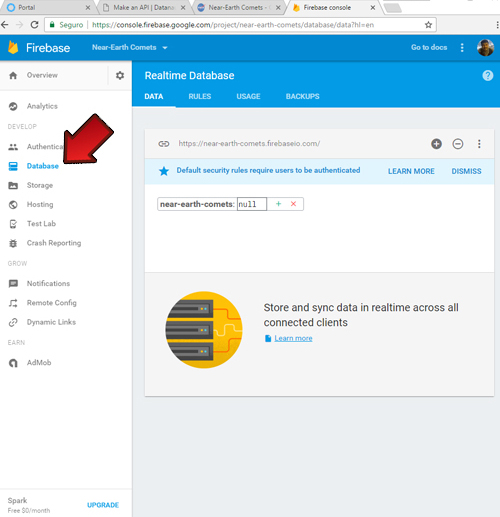 Portal
Make an API | Datan
Near-Earth Comets -
Firebase console
Seguro
https://console.firebase.google.com/project/near-earth-comets/database/data?hl=en
Firebase
Near-Earth Comets
Go to docs
Overview
Realtime Database
DATA
RULES
USAGE
BACKUPS
Analytics
DEVELOP
Authentica
Database
Storage
Hosting
Test Lab
Crash Reporting
GROW
Notifications
Remote Config
Dynamic Links
EARN
AdMob
https://near-earth-comets.firebaseio.com/
Default security rules require users to be authenticated
LEARN MORE
DISMISS
near-earth-comets: null
Store and sync data in realtime across all
connected clients
Learn more
Spark
Free $0/month
UPGRADE